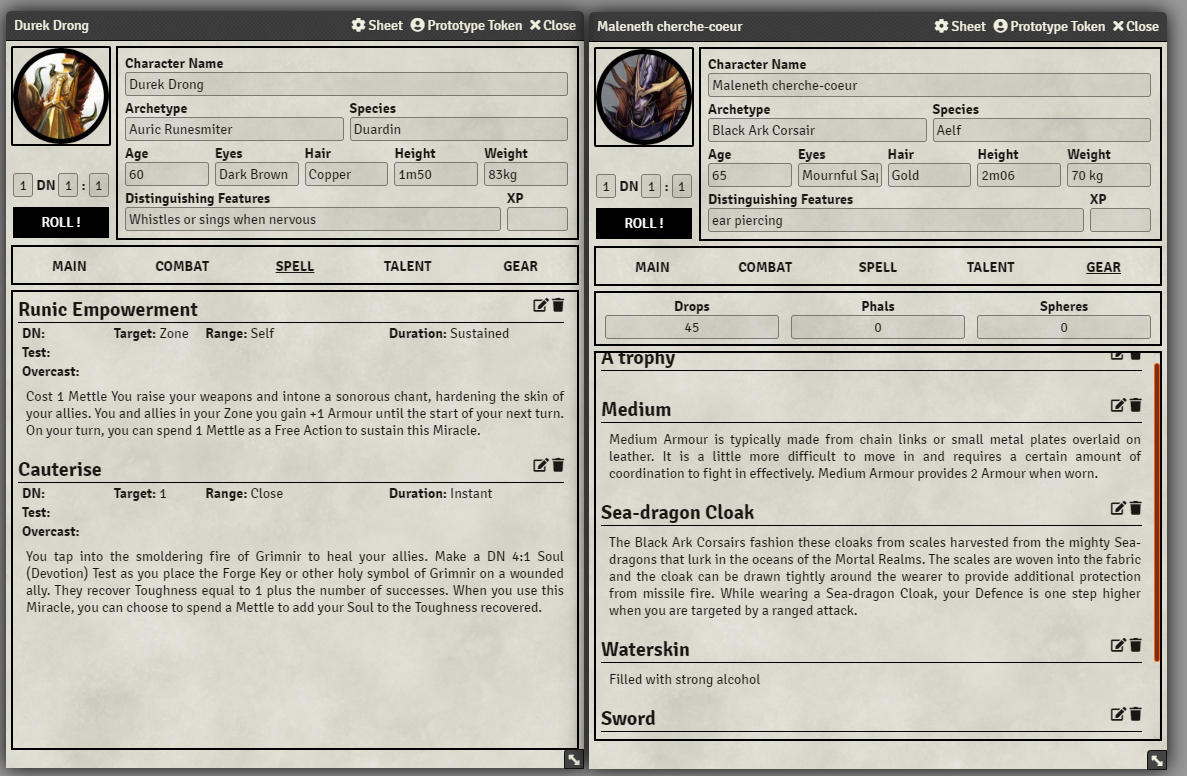 Durek Drong
Sheet Prototype Token Close
Character Name
Durek Drong
Archetype Species
Auric Runesmiter Duardin
Age Eyes Hair Height Weight
60 Dark Brown Copper 1m50 83kg
1 DN 1 : 1
Distinguishing Features XP
Whistles or sings when nervous
ROLL !
MAIN COMBAT SPELL TALENT GEAR
Runic Empowerment
DN: Target: Zone Range: Self Duration: Sustained
Test:
Overcast:
Cost 1 Mettle You raise your weapons and intone a sonorous chant, hardening the skin of
your allies. You and allies in your Zone you gain +1 Armour until the start of your next turn.
On your turn, you can spend 1 Mettle as a Free Action to sustain this Miracle.
Cauterise
DN: Target: 1 Range: Close Duration: Instant
Test:
Overcast:
You tap into the smoldering fire of Grimnir to heal your allies. Make a DN 4:1 Soul
(Devotion) Test as you place the Forge Key or other holy symbol of Grimnir on a wounded
ally. They recover Toughness equal to 1 plus the number of successes. When you use this
Miracle, you can choose to spend a Mettle to add your Soul to the Toughness recovered.
Maleneth cherche-coeur
Sheet Prototype Token Close
Character Name
Maleneth cherche-coeur
Archetype Species
Black Ark Corsair Aelf
Age Eyes Hair Height Weight
65 Mournful Sap Gold 2m06 70 kg
1 DN 1 : 1
Distinguishing Features XP
ear piercing
ROLL !
MAIN COMBAT SPELL TALENT GEAR
Drops Phals Spheres
45 0 0
A trophy
Medium
Medium Armour is typically made from chain links or small metal plates overlaid on
leather. It is a little more difficult to move in and requires a certain amount of
coordination to fight in effectively. Medium Armour provides 2 Armour when worn.
Sea-dragon Cloak
The Black Ark Corsairs fashion these cloaks from scales harvested from the mighty Sea-
dragons that lurk in the oceans of the Mortal Realms. The scales are woven into the fabric
and the cloak can be drawn tightly around the wearer to provide additional protection
from missile fire. While wearing a Sea-dragon Cloak, your Defence is one step higher
when you are targeted by a ranged attack.
Waterskin
Filled with strong alcohol
Sword